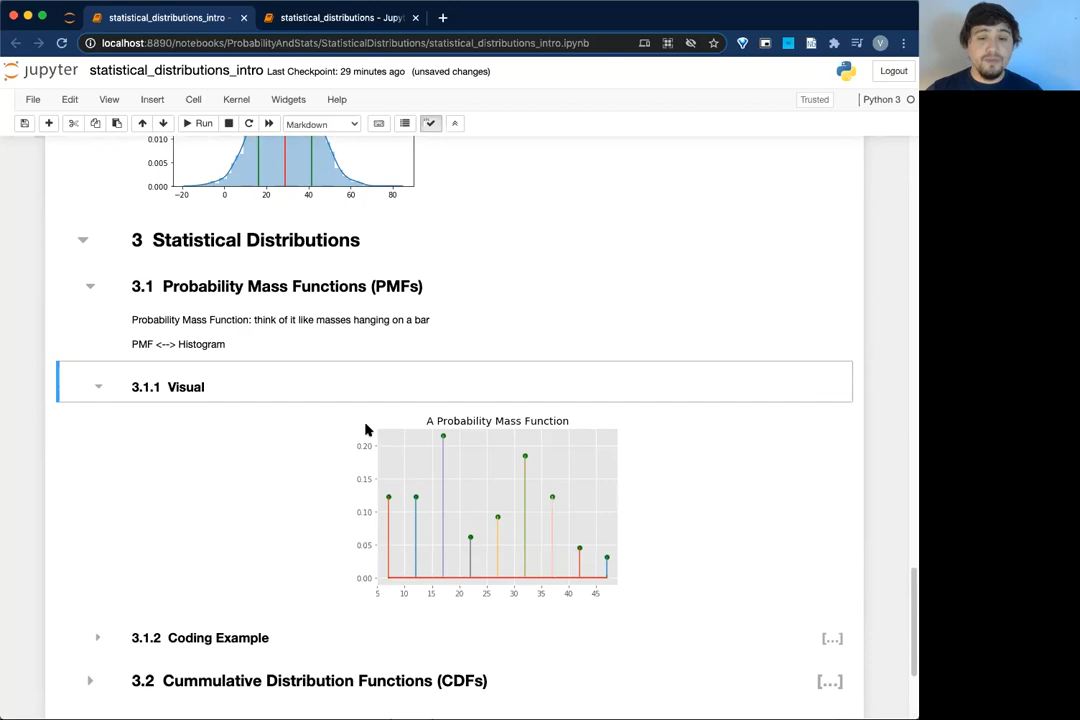 statistical_distributions_intro -
statistical_distributions - Jupyt
localhost:8890/notebooks/ProbabilityAndStats/StatisticalDistributions/statistical_distributions_intro.ipynb
V
jupyter statistical_distributions_intro Last Checkpoint: 29 minutes ago (unsaved changes)
Logout
File Edit View Insert Cell Kernel Widgets Help
Trusted Python 3
Run
Markdown
0.010
0.005
0.000
−20 0 20 40 60 80
3 Statistical Distributions
3.1 Probability Mass Functions (PMFs)
Probability Mass Function: think of it like masses hanging on a bar
PMF <--> Histogram
3.1.1 Visual
A Probability Mass Function
0.20
0.15
0.10
0.05
0.00
5 10 15 20 25 30 35 40 45
3.1.2 Coding Example
[...]
3.2 Cummulative Distribution Functions (CDFs)
[...]